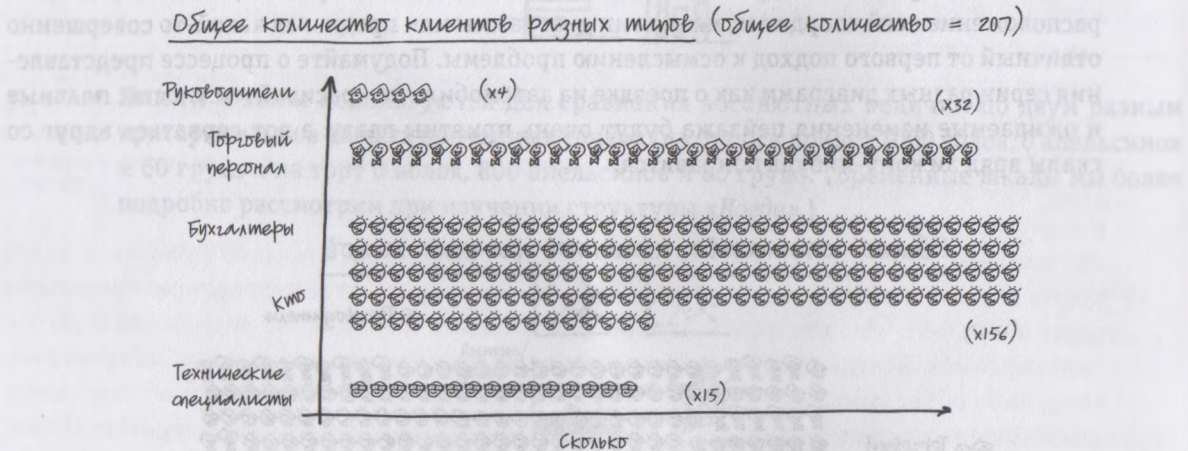 Общее количество клиентов разных типов (общее количество = 207)
Руководители (x4)
(x32)
Торговый
персонал
Бухгалтеры
Кто
(x156)
Технические
специалисты (x15)
Сколько